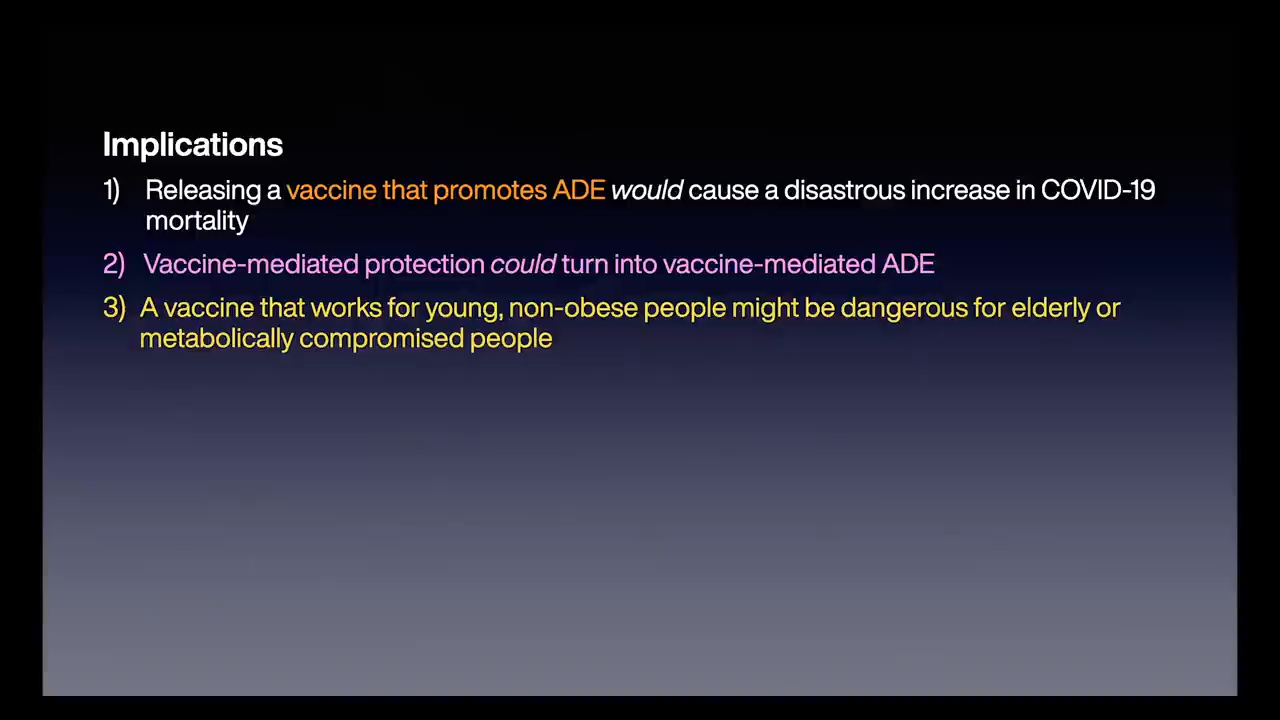 Implications
1) Releasing a vaccine that promotes ADE would cause a disastrous increase in COVID-19
mortality
2) Vaccine-mediated protection could turn into vaccine-mediated ADE
3) A vaccine that works for young, non-obese people might be dangerous for elderly or
metabolically compromised people